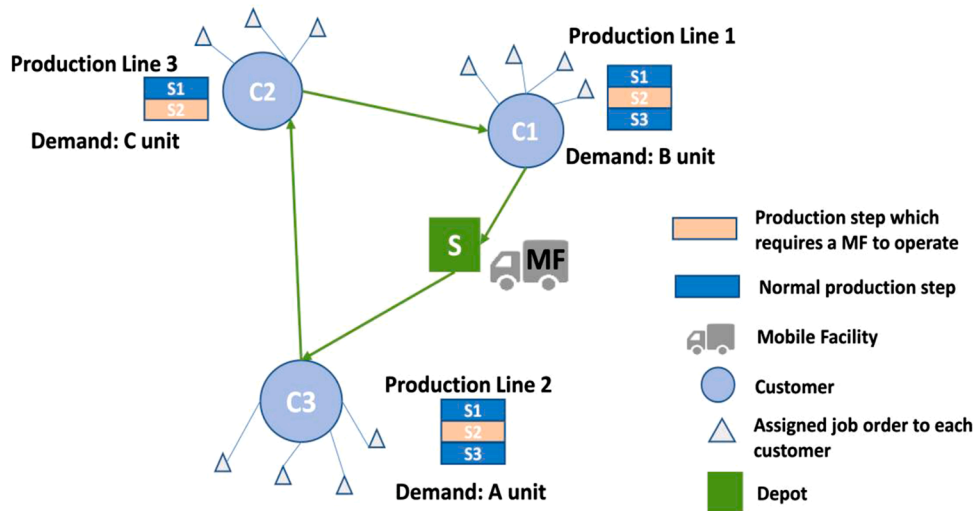 Production Line 3
S1
S2
Demand: C unit
C2
Production Line 1
S1
S2
S3
C1
Demand: B unit
S
MF
C3
Production Line 2
S1
S2
S3
Demand: A unit
Production step which
requires a MF to operate
Normal production step
Mobile Facility
Customer
Assigned job order to each
customer
Depot